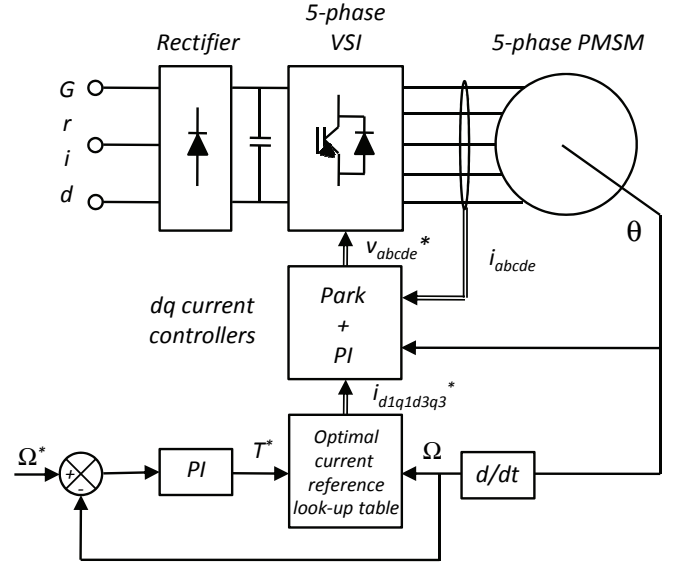 5-phase
VSI
Rectifier
5-phase PMSM
G
r
i
d
θ
v_abcde*
i_abcde
dq current
controllers
Park
+
PI
i_d1q1d3q3*
Ω*
+
-
PI
T*
Optimal
current
reference
look-up table
Ω
d/dt